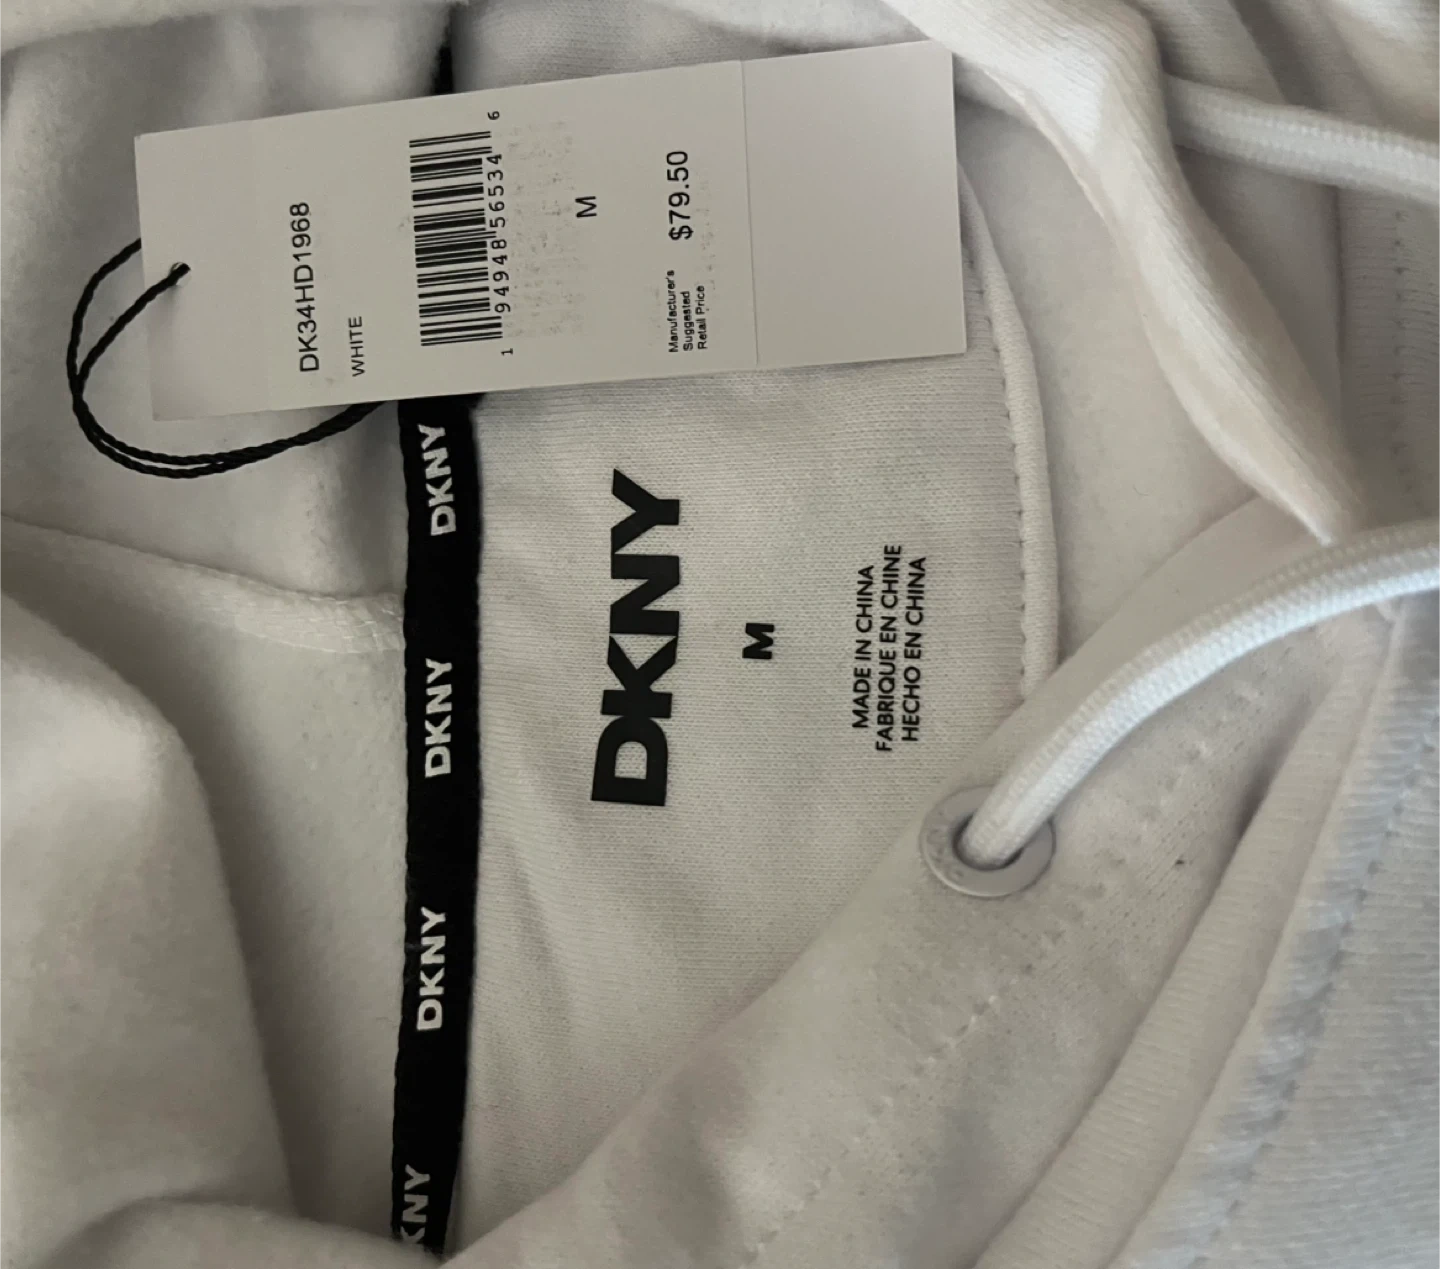 DK34HD1968
WHITE
1 94948 56534 6
M
Manufacturer's
Suggested
Retail Price
$79.50
DKNY
DKNY
DKNY
KNY
DKNY
M
MADE IN CHINA
FABRIQUE EN CHINE
HECHO EN CHINA